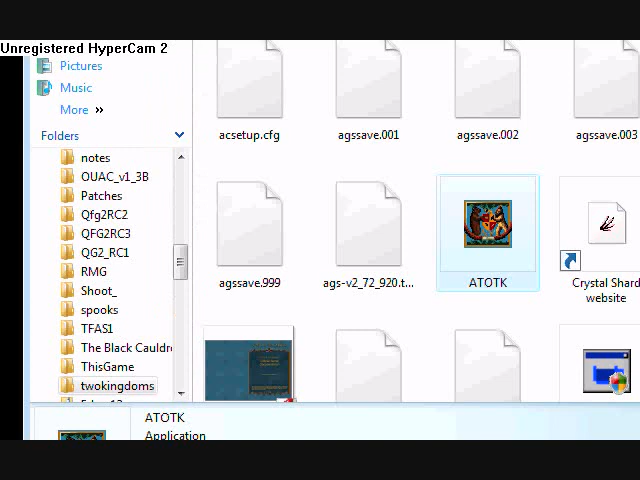 Unregistered HyperCam 2
Pictures
Music
More »
Folders
notes
OUAC_v1_3B
Patches
Qfg2RC2
QFG2RC3
QG2_RC1
RMG
Shoot_
spooks
TFAS1
The Black Cauldr
ThisGame
twokingdoms
acsetup.cfg
agssave.001
agssave.002
agssave.003
agssave.999
ags-v2_72_920.t...
ATOTK
Crystal Shard
website
ATOTK
Application